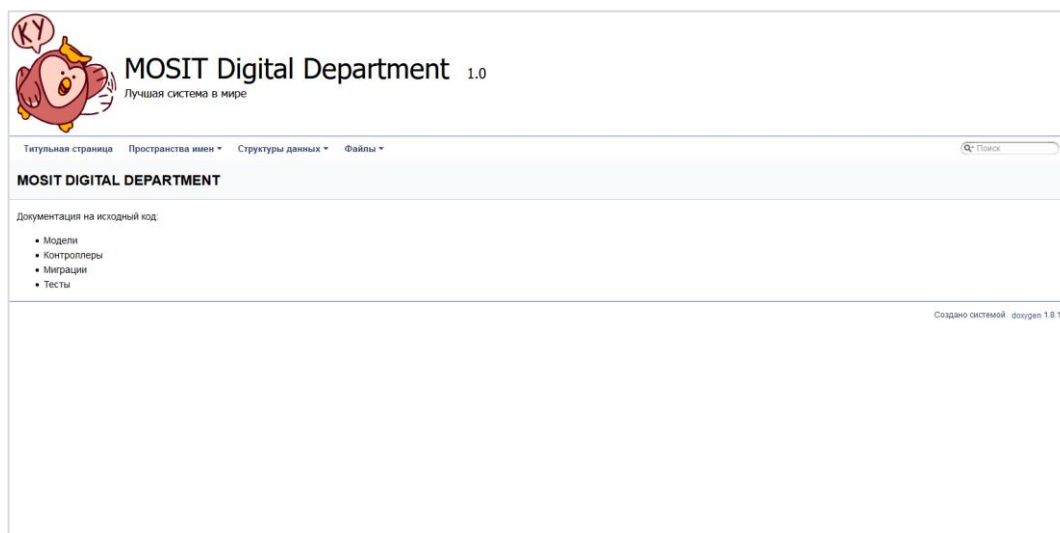 КУ
MOSIT Digital Department 1.0
Лучшая система в мире
Титульная страница Пространства имен Структуры данных Файлы Поиск
MOSIT DIGITAL DEPARTMENT
Документация на исходный код:
Модели
Контроллеры
Миграции
Тесты
Создано системой doxygen 1.8.1